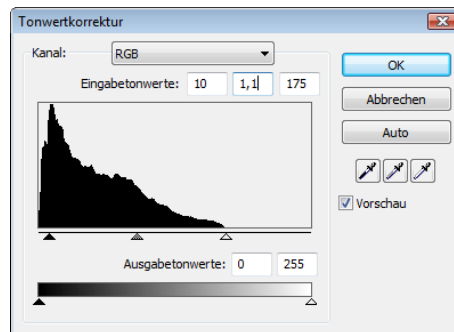 Tonwertkorrektur
Kanal: RGB
OK
Eingabetonwerte: 10 1,1 175
Abbrechen
Auto
Vorschau
Ausgabetonwerte: 0 255